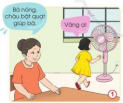 Bà nóng,
cháu bật quạt
giúp bà.
Vâng ạ!
1